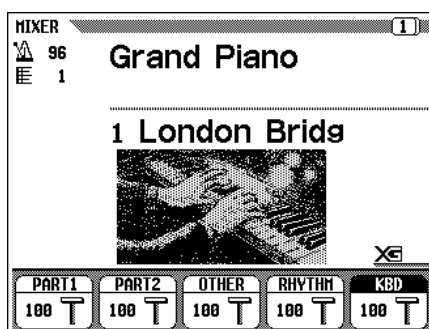 MIXER 1
96
1
Grand Piano
1 London Bridg
XG
PART1 PART2 OTHER RHYTHM KBD
100 100 100 100 100